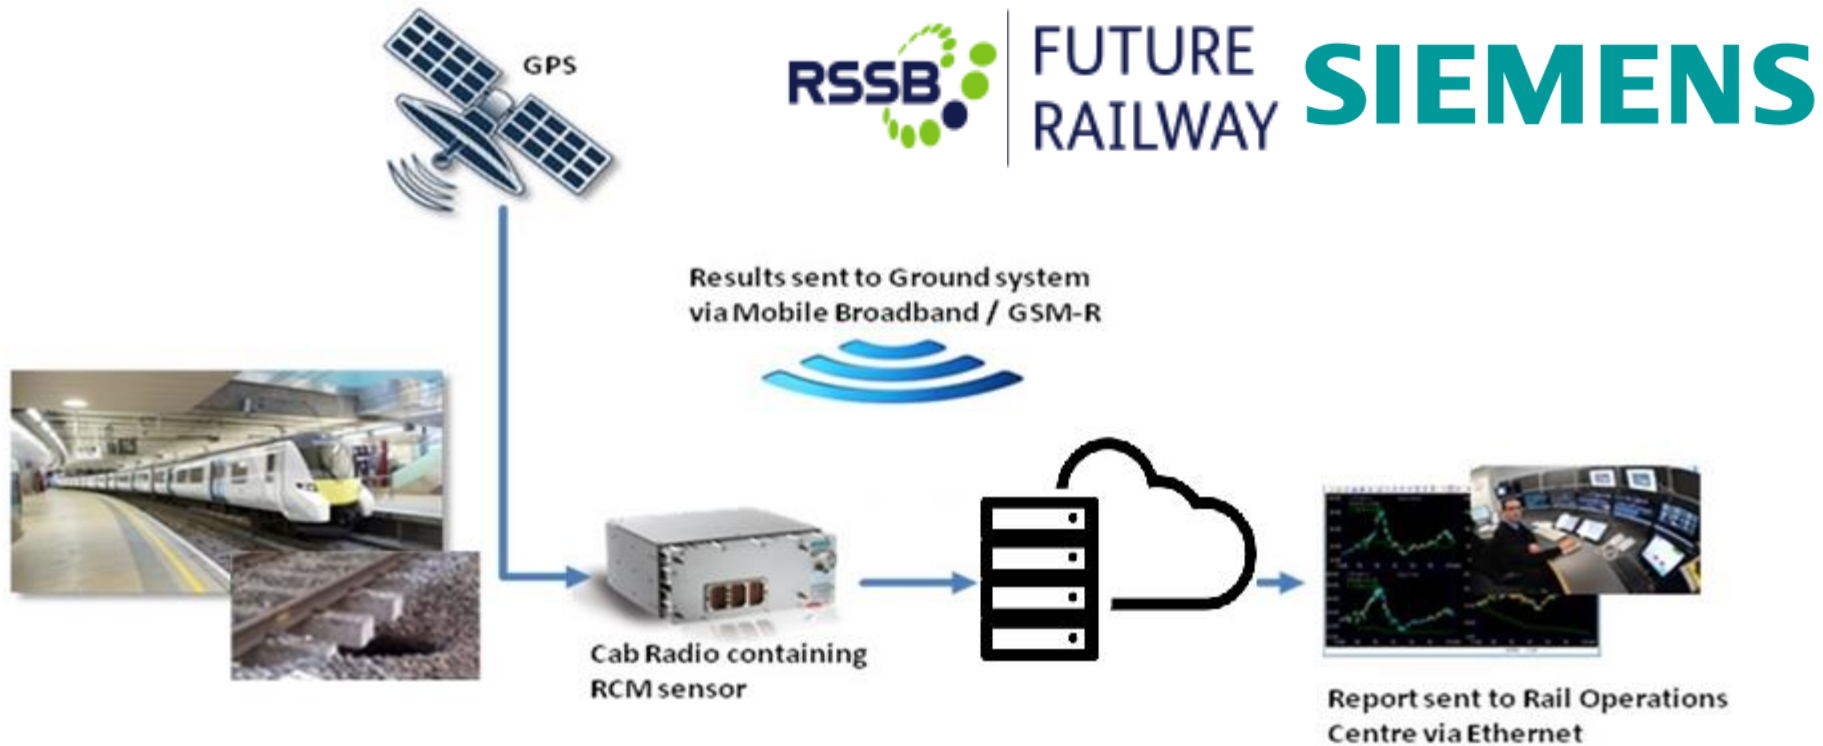 GPS
RSSB
FUTURE
RAILWAY
SIEMENS
Results sent to Ground system
via Mobile Broadband / GSM-R
Cab Radio containing
RCM sensor
Report sent to Rail Operations
Centre via Ethernet